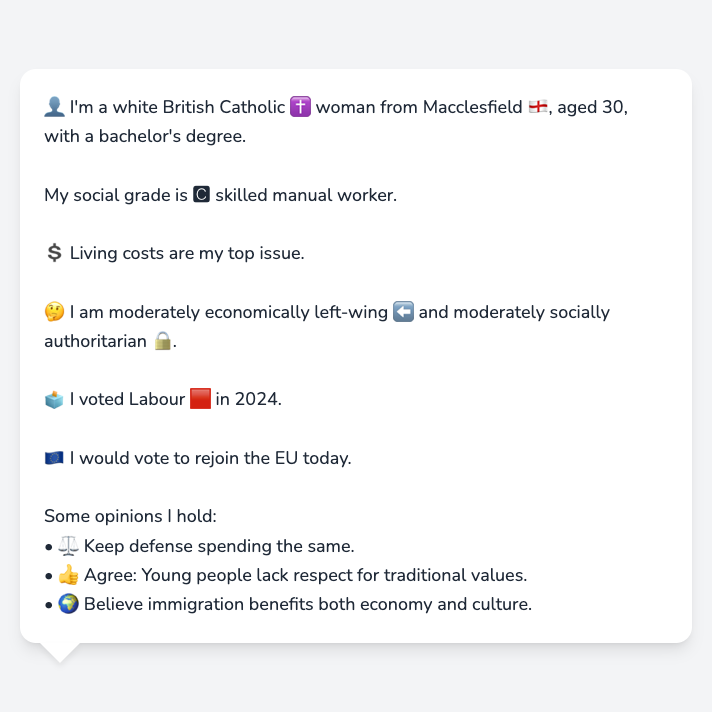 👤 I'm a white British Catholic ✝️ woman from Macclesfield 🏴󠁧󠁢󠁥󠁮󠁧󠁿, aged 30,
with a bachelor's degree.
My social grade is 🅲 skilled manual worker.
💲 Living costs are my top issue.
🤔 I am moderately economically left-wing ⬅️ and moderately socially
authoritarian 🔒.
🗳️ I voted Labour 🟥 in 2024.
🇪🇺 I would vote to rejoin the EU today.
Some opinions I hold:
• ⚖️ Keep defense spending the same.
• 👍 Agree: Young people lack respect for traditional values.
• 🌍 Believe immigration benefits both economy and culture.